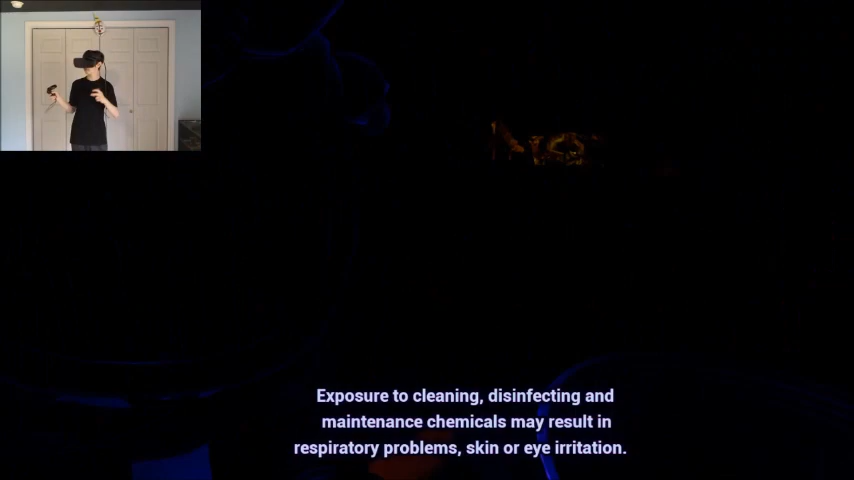 Exposure to cleaning, disinfecting and
maintenance chemicals may result in
respiratory problems, skin or eye irritation.